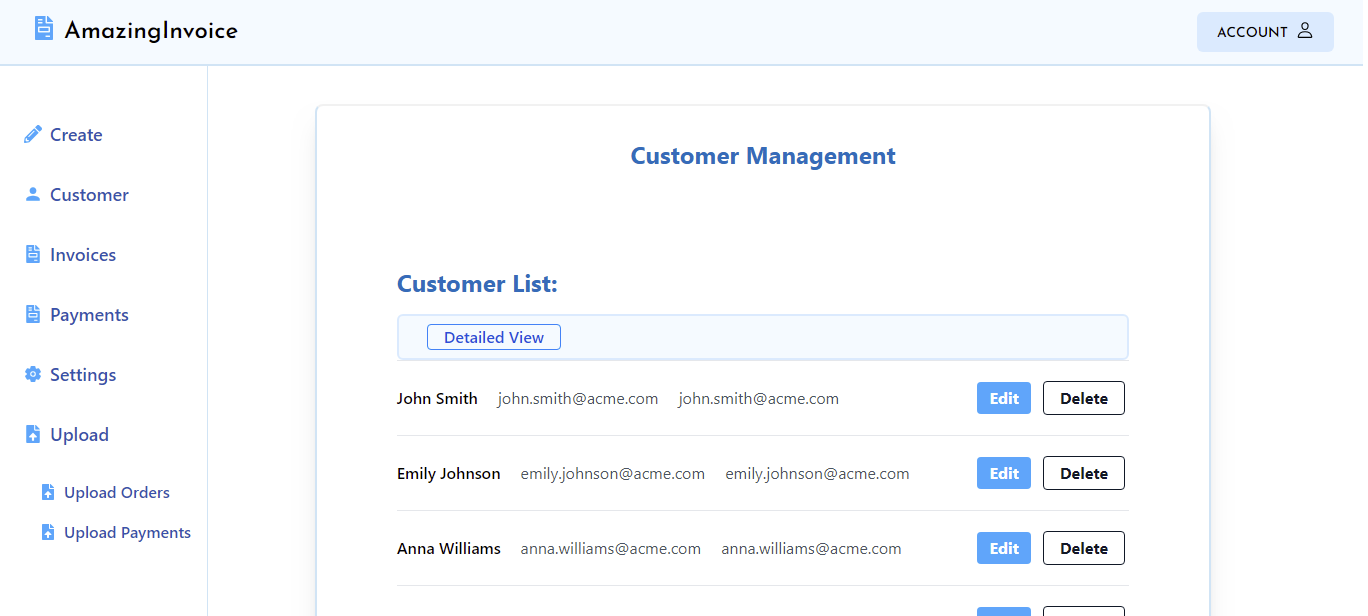 AmazingInvoice
ACCOUNT
Create
Customer
Invoices
Payments
Settings
Upload
Upload Orders
Upload Payments
Customer Management
Customer List:
Detailed View
John Smith john.smith@acme.com john.smith@acme.com Edit Delete
Emily Johnson emily.johnson@acme.com emily.johnson@acme.com Edit Delete
Anna Williams anna.williams@acme.com anna.williams@acme.com Edit Delete